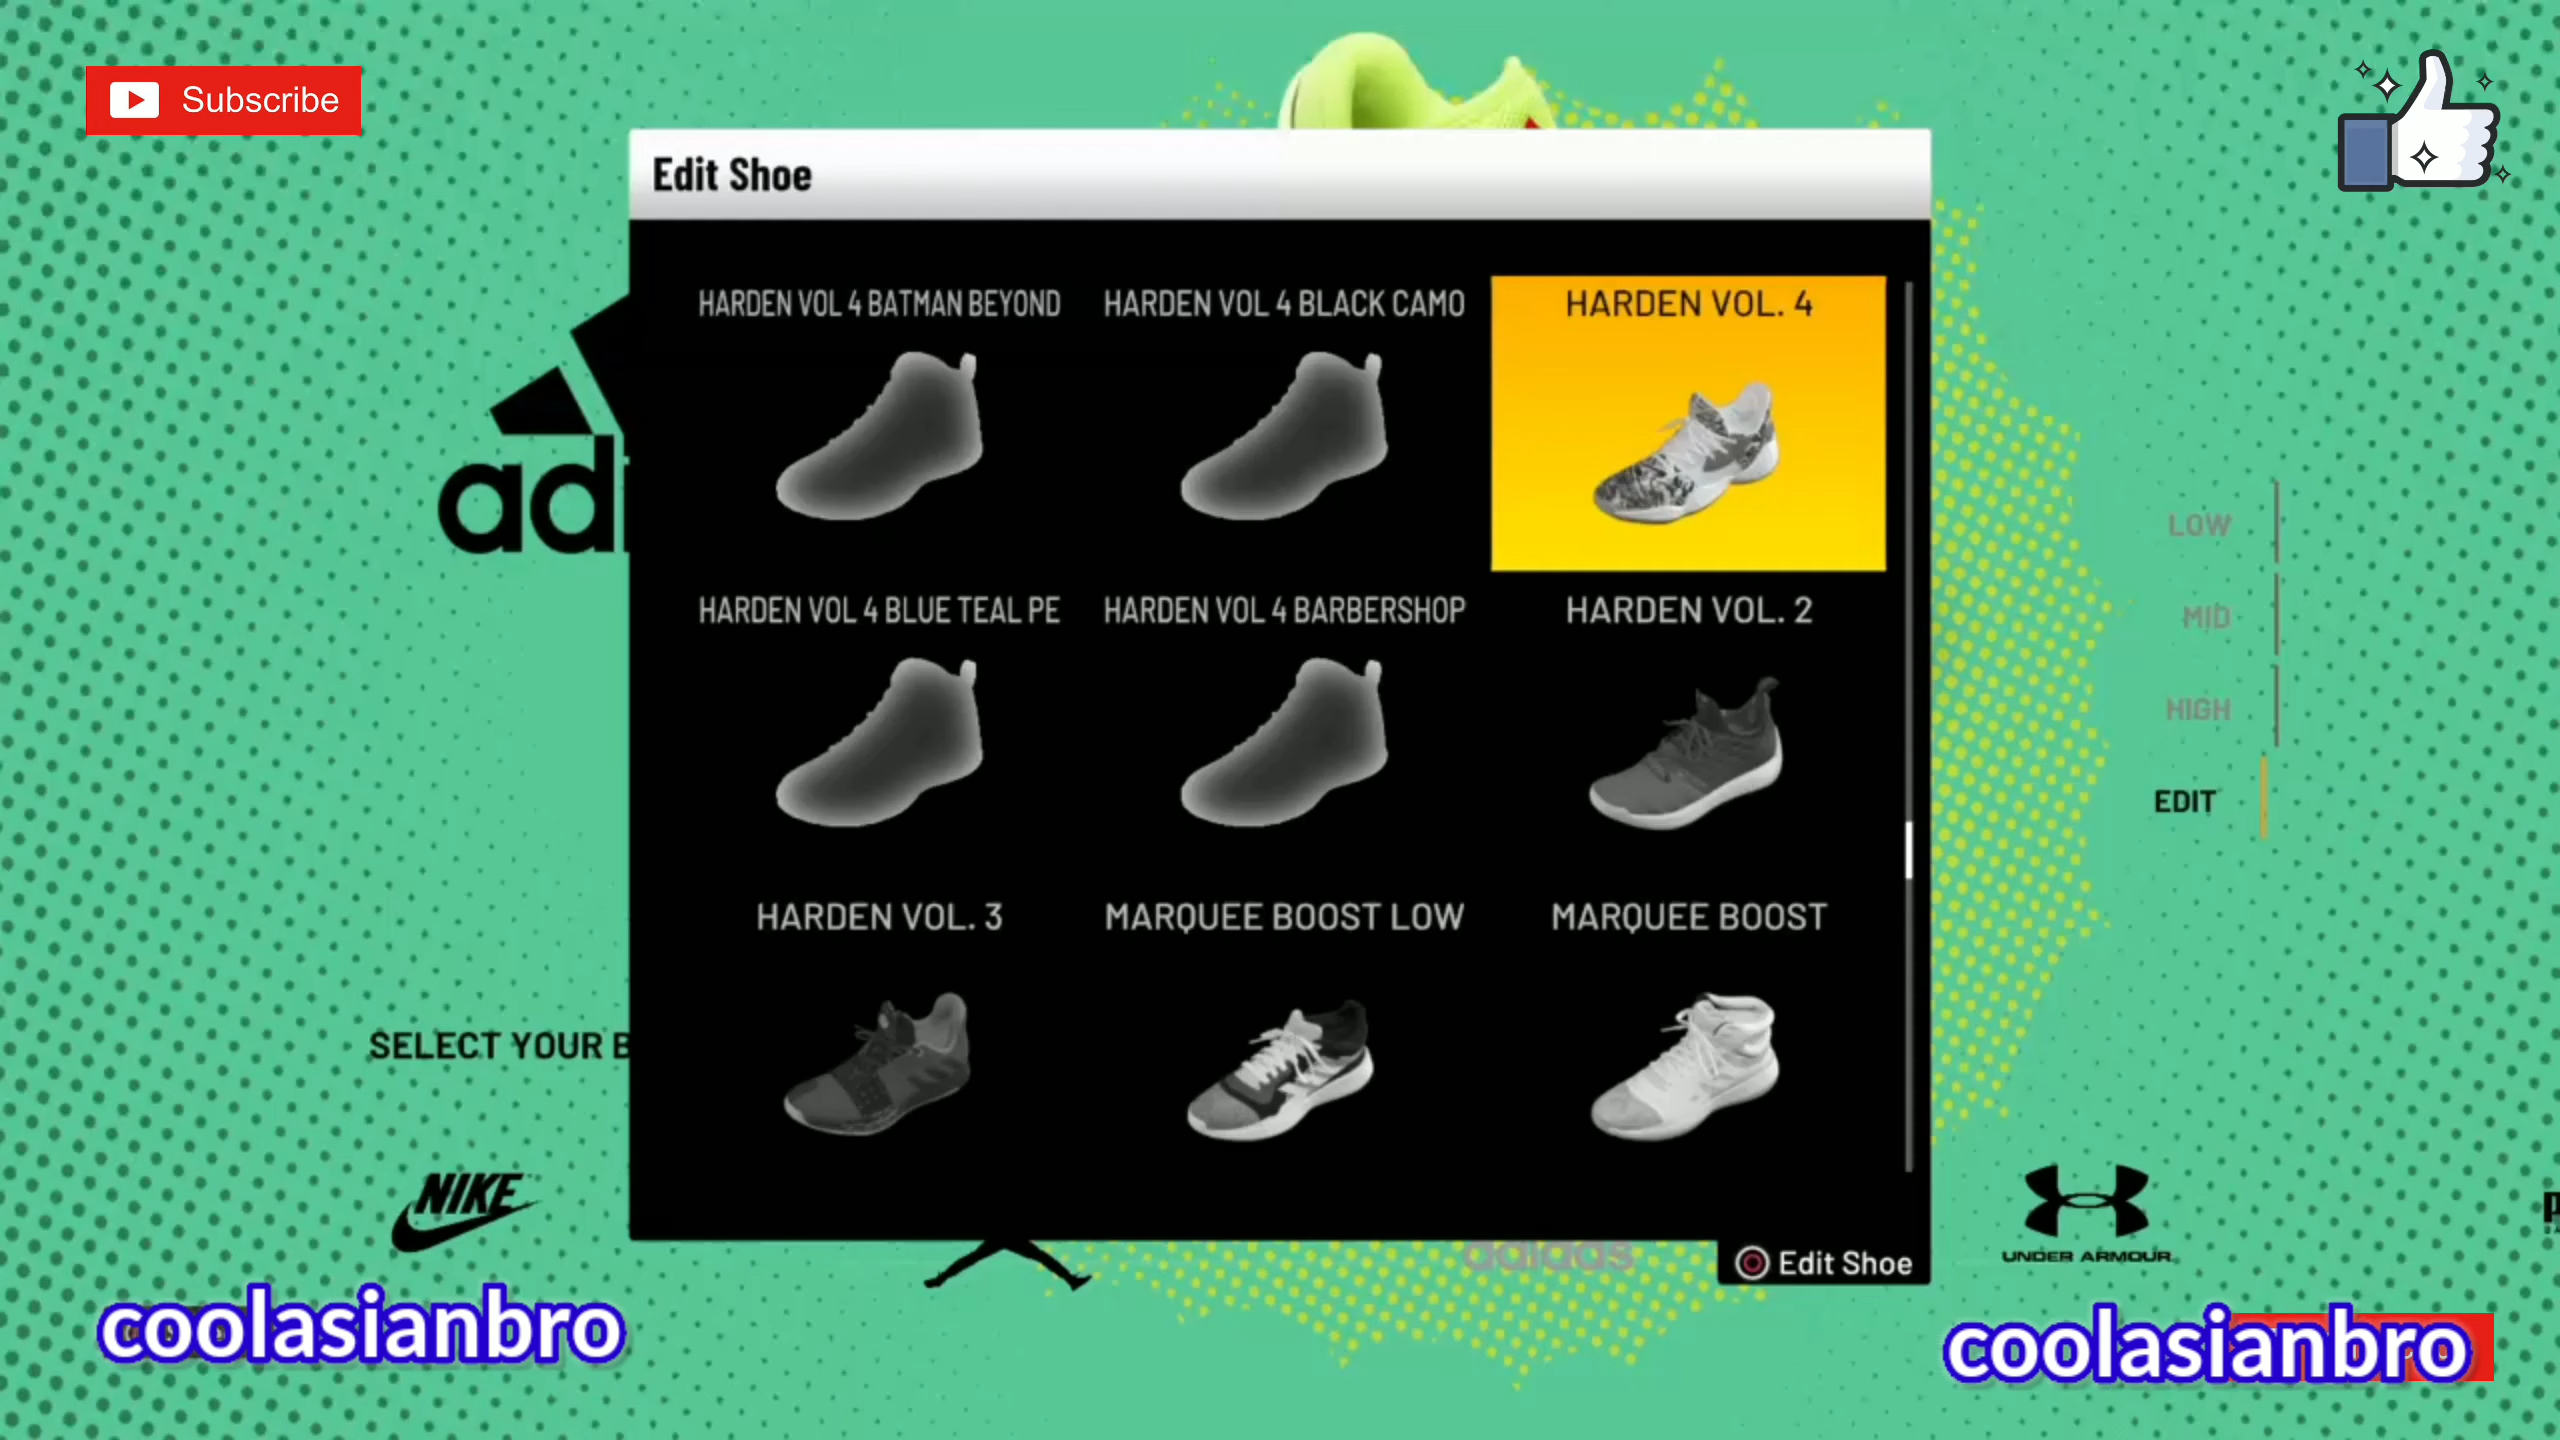 Subscribe
Edit Shoe
HARDEN VOL 4 BATMAN BEYOND
HARDEN VOL 4 BLACK CAMO
HARDEN VOL. 4
adi
LOW
HARDEN VOL 4 BLUE TEAL PE
HARDEN VOL 4 BARBERSHOP
HARDEN VOL. 2
MID
HIGH
EDIT
HARDEN VOL. 3
MARQUEE BOOST LOW
MARQUEE BOOST
SELECT YOUR B
NIKE
UNDER ARMOUR
adidas
Edit Shoe
coolasianbro
coolasianbro